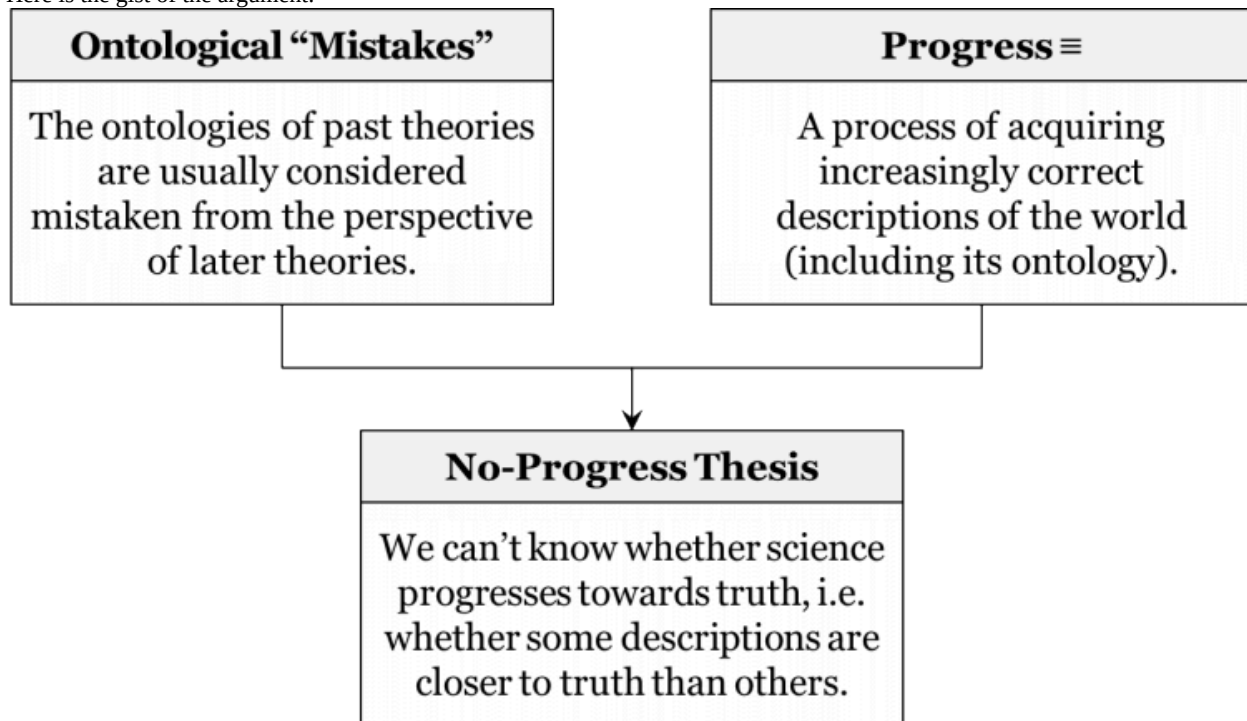 Here is the gist of the argument:
Ontological “Mistakes”
The ontologies of past theories
are usually considered
mistaken from the perspective
of later theories.
Progress ≡
A process of acquiring
increasingly correct
descriptions of the world
(including its ontology).
No-Progress Thesis
We can’t know whether science
progresses towards truth, i.e.
whether some descriptions are
closer to truth than others.